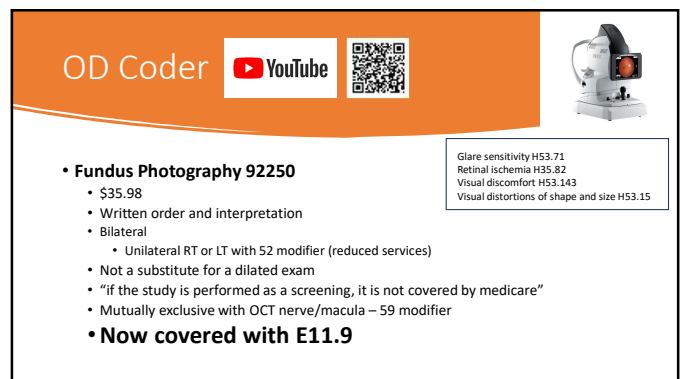 OD Coder
YouTube
Glare sensitivity H53.71
Retinal ischemia H35.82
Visual discomfort H53.143
Visual distortions of shape and size H53.15
• Fundus Photography 92250
• $35.98
• Written order and interpretation
• Bilateral
• Unilateral RT or LT with 52 modifier (reduced services)
• Not a substitute for a dilated exam
• “if the study is performed as a screening, it is not covered by medicare”
• Mutually exclusive with OCT nerve/macula – 59 modifier
• Now covered with E11.9